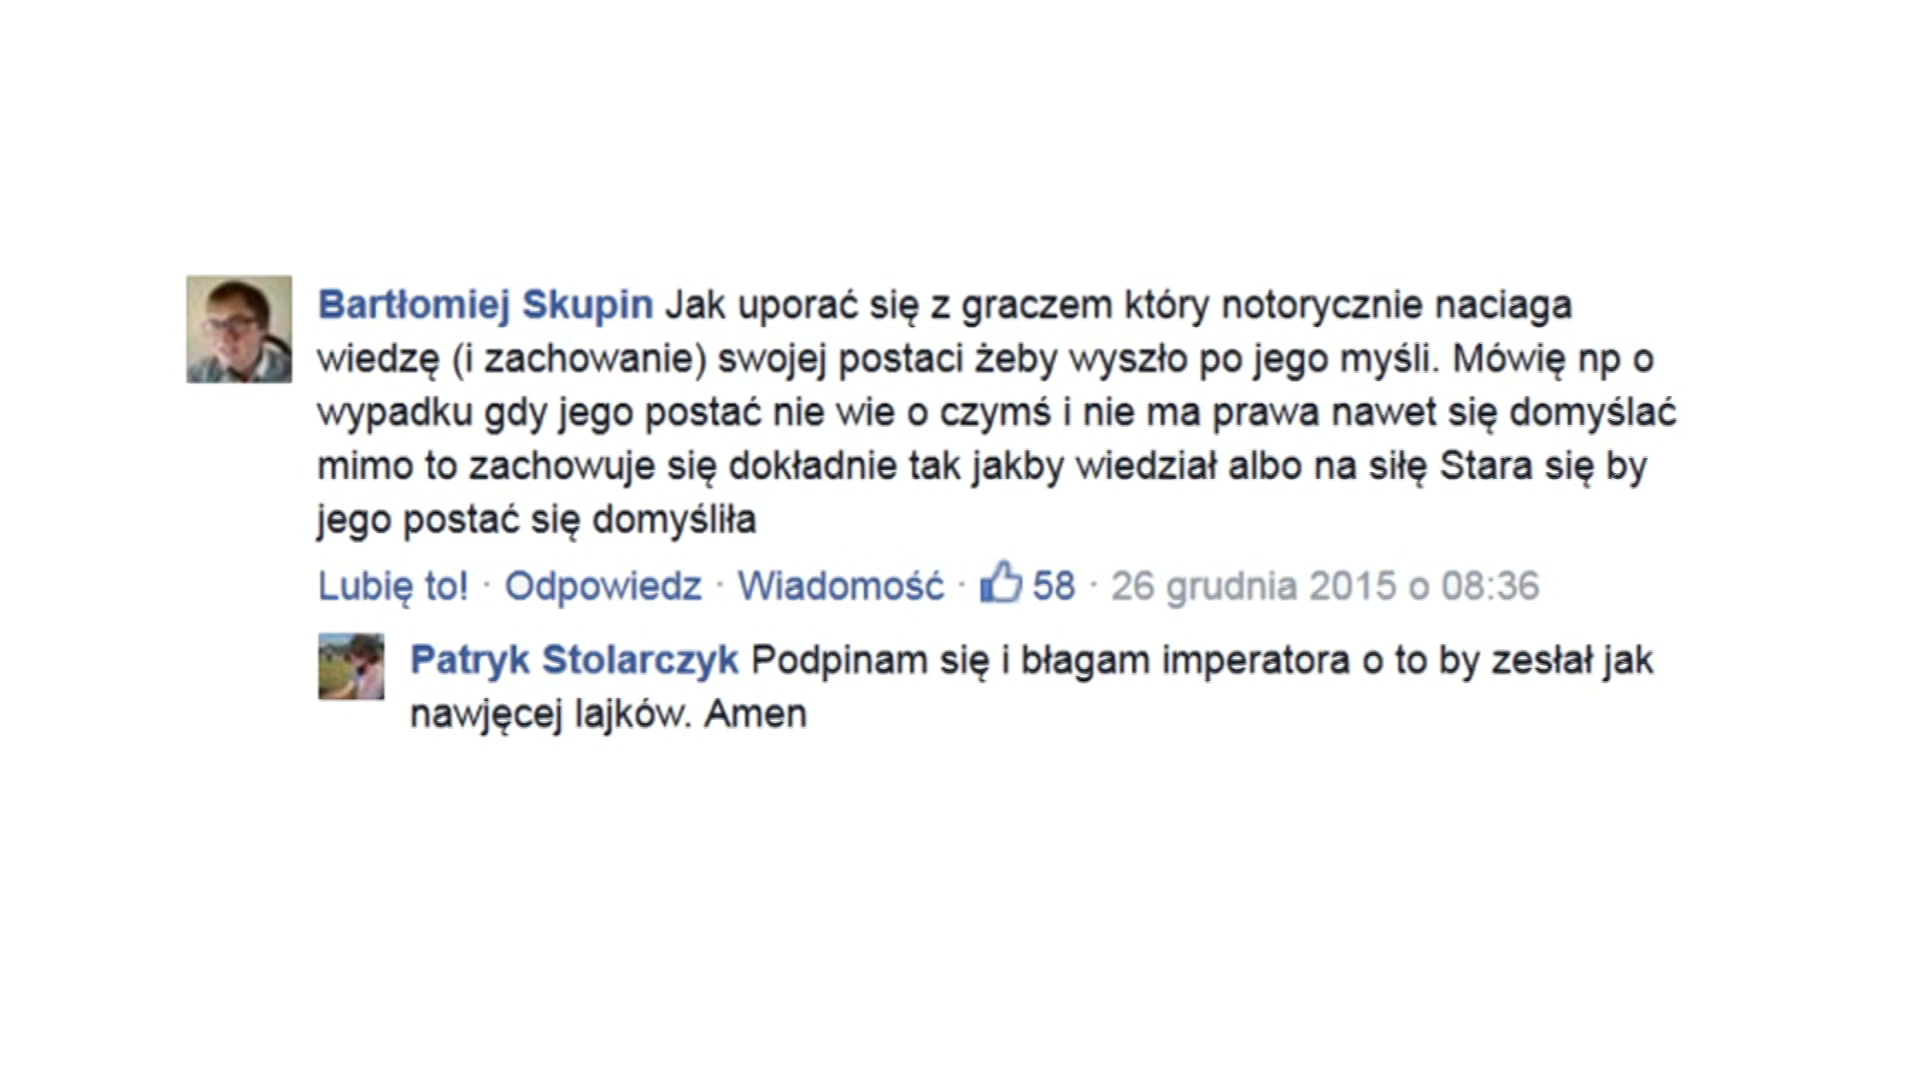 Bartłomiej Skupin Jak uporać się z graczem który notorycznie naciaga
wiedzę (i zachowanie) swojej postaci żeby wyszło po jego myśli. Mówię np o
wypadku gdy jego postać nie wie o czymś i nie ma prawa nawet się domyślać
mimo to zachowuje się dokładnie tak jakby wiedział albo na siłę Stara się by
jego postać się domyśliła
Lubię to! · Odpowiedz · Wiadomość · 58 · 26 grudnia 2015 o 08:36
Patryk Stolarczyk Podpinam się i błagam imperatora o to by zesłał jak
nawjęcej lajków. Amen